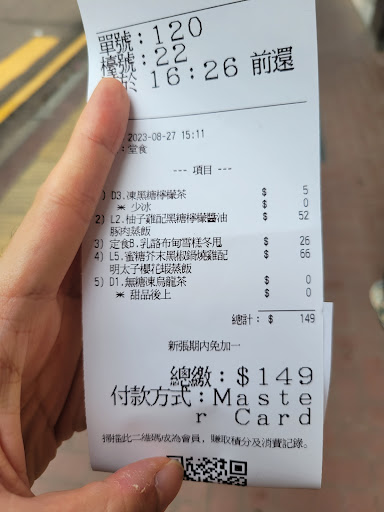 單號：120
檯號：22
於 16:26 前還
2023-08-27 15:11
：堂食
--- 項目 ---
1) D3.凍黑糖檸檬茶 $ 5
* 少冰 $ 0
2) L2.柚子雞記黑糖檸檬醬油 $ 52
豚肉蒸飯
3) 定食B.乳酪布甸雪糕冬甩 $ 26
4) L5.蜜糖芥末黑椒鍋燒雞記 $ 66
明太子櫻花蝦蒸飯
5) D1.無糖凍烏龍茶 $ 0
* 甜品後上 $ 0
總計： $ 149
新張期內免加一
總繳：$149
付款方式：Maste
r Card
掃描此二維碼成為會員，賺取積分及消費記錄。